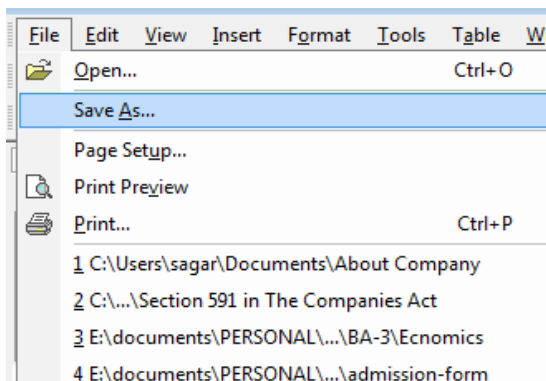 File Edit View Insert Format Tools Table W
Open... Ctrl+O
Save As...
Page Setup...
Print Preview
Print... Ctrl+P
1 C:\Users\sagar\Documents\About Company
2 C:\...\Section 591 in The Companies Act
3 E:\documents\PERSONAL\...\BA-3\Ecnomics
4 E:\documents\PERSONAL\...\admission-form